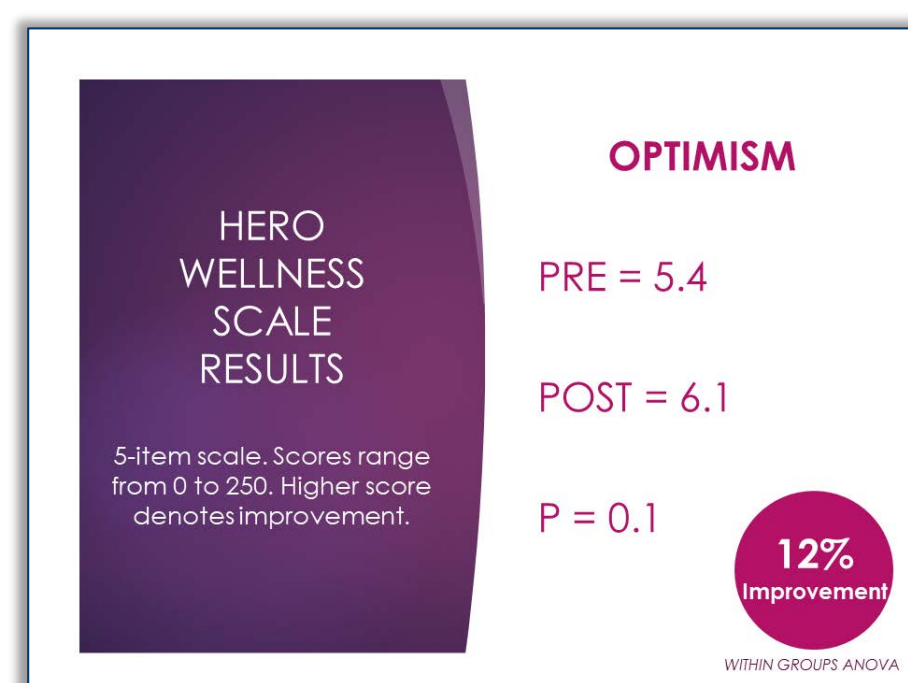 HERO
WELLNESS
SCALE
RESULTS
5-item scale. Scores range
from 0 to 250. Higher score
denotes improvement.
OPTIMISM
PRE = 5.4
POST = 6.1
P = 0.1
12%
Improvement
WITHIN GROUPS ANOVA